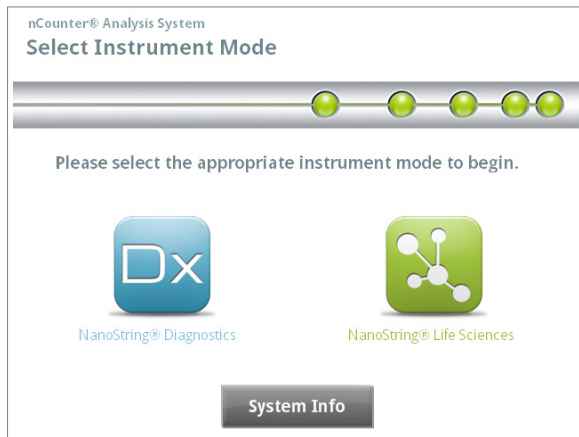 nCounter® Analysis System
Select Instrument Mode
Please select the appropriate instrument mode to begin.
Dx
NanoString® Diagnostics
NanoString® Life Sciences
System Info